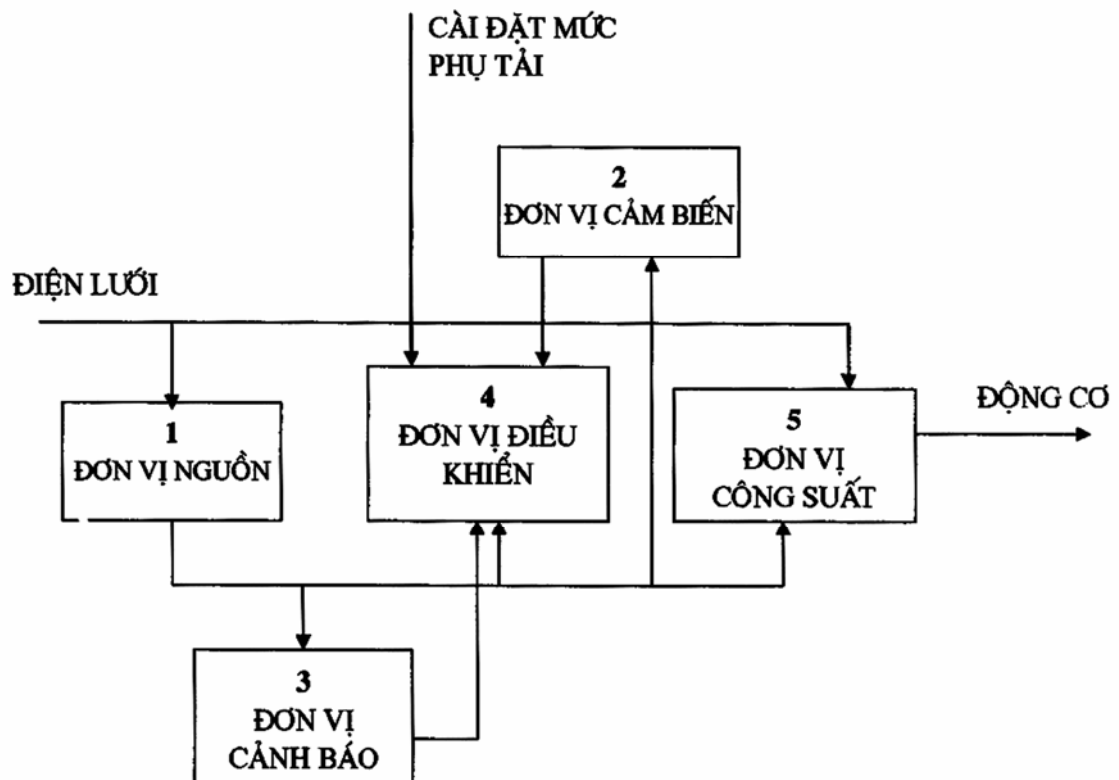 CÀI ĐẶT MỨC
PHỤ TẢI
2
ĐƠN VỊ CẢM BIẾN
ĐIỆN LƯỚI
1
ĐƠN VỊ NGUỒN
4
ĐƠN VỊ ĐIỀU
KHIỂN
5
ĐƠN VỊ
CÔNG SUẤT
ĐỘNG CƠ
3
ĐƠN VỊ
CẢNH BÁO